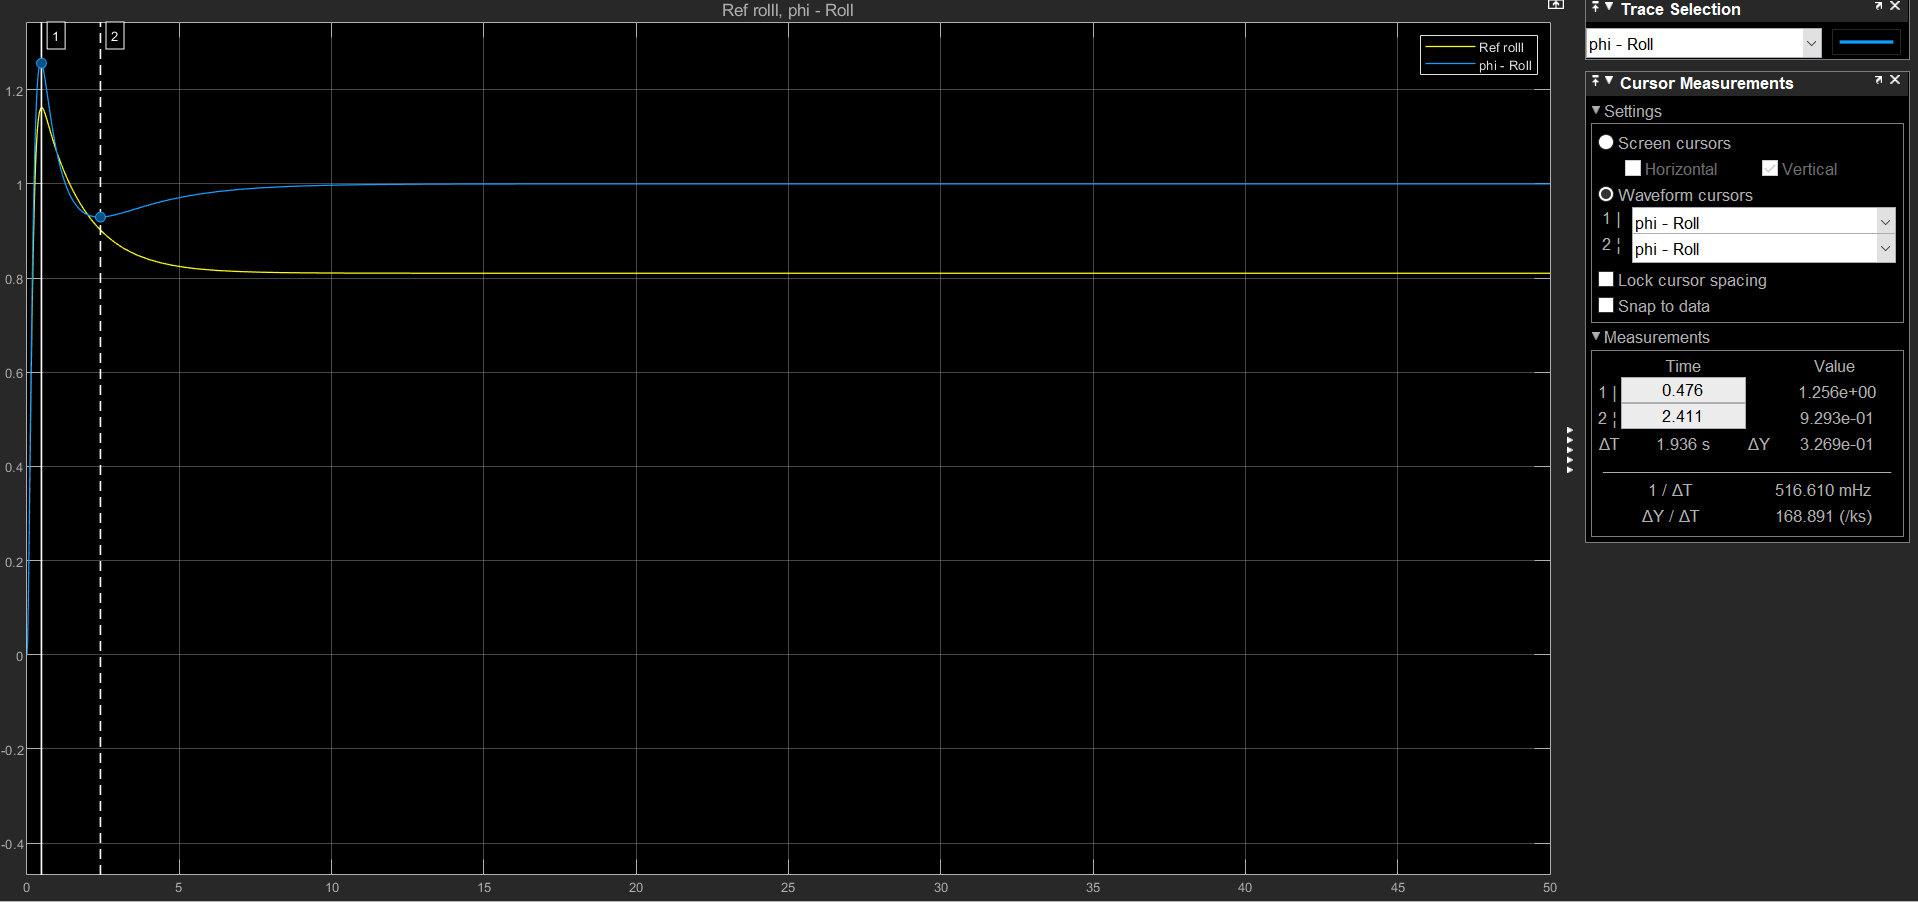 Ref rolll, phi - Roll
1
2
Ref rolll
phi - Roll
1.2
1
0.8
0.6
0.4
0.2
0
-0.2
-0.4
0
5
10
15
20
25
30
35
40
45
50
Trace Selection
phi - Roll
Cursor Measurements
Settings
Screen cursors
Horizontal
Vertical
Waveform cursors
1 | phi - Roll
2 ¦ phi - Roll
Lock cursor spacing
Snap to data
Measurements
Time Value
1 | 0.476 1.256e+00
2 ¦ 2.411 9.293e-01
ΔT 1.936 s ΔY 3.269e-01
1 / ΔT 516.610 mHz
ΔY / ΔT 168.891 (/ks)